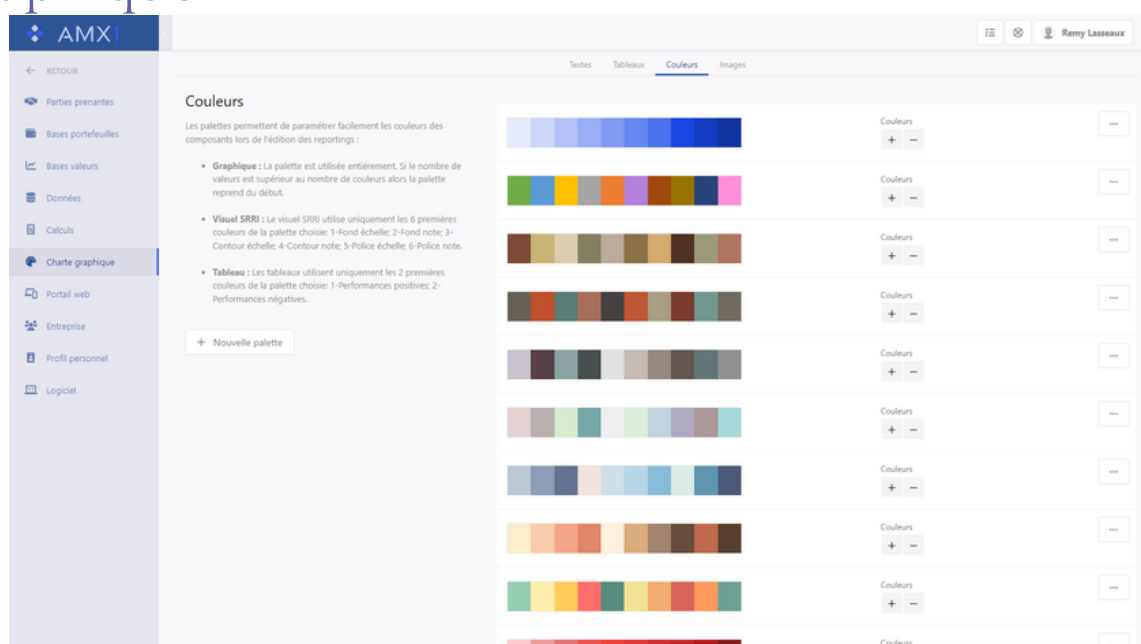 AMX1
Remy Lasseaux
RETOUR
Parties prenantes
Bases portefeuilles
Bases valeurs
Données
Calculs
Charte graphique
Portail web
Entreprise
Profil personnel
Logiciel
Textes Tableaux Couleurs Images
Couleurs
Les palettes permettent de paramétrer facilement les couleurs des
composants lors de l'édition des reportings :
• Graphique : La palette est utilisée entièrement. Si le nombre de
valeurs est supérieur au nombre de couleurs alors la palette
reprend du début.
• Visuel SRRI : Le visuel SRRI utilise uniquement les 6 premières
couleurs de la palette choisie: 1-Fond échelle; 2-Fond note; 3-
Contour échelle; 4-Contour note; 5-Police échelle; 6-Police note.
• Tableau : Les tableaux utilisent uniquement les 2 premières
couleurs de la palette choisie: 1-Performances positives; 2-
Performances négatives.
+ Nouvelle palette
Couleurs
+ −
Couleurs
+ −
Couleurs
+ −
Couleurs
+ −
Couleurs
+ −
Couleurs
+ −
Couleurs
+ −
Couleurs
+ −
Couleurs
+ −
Couleurs